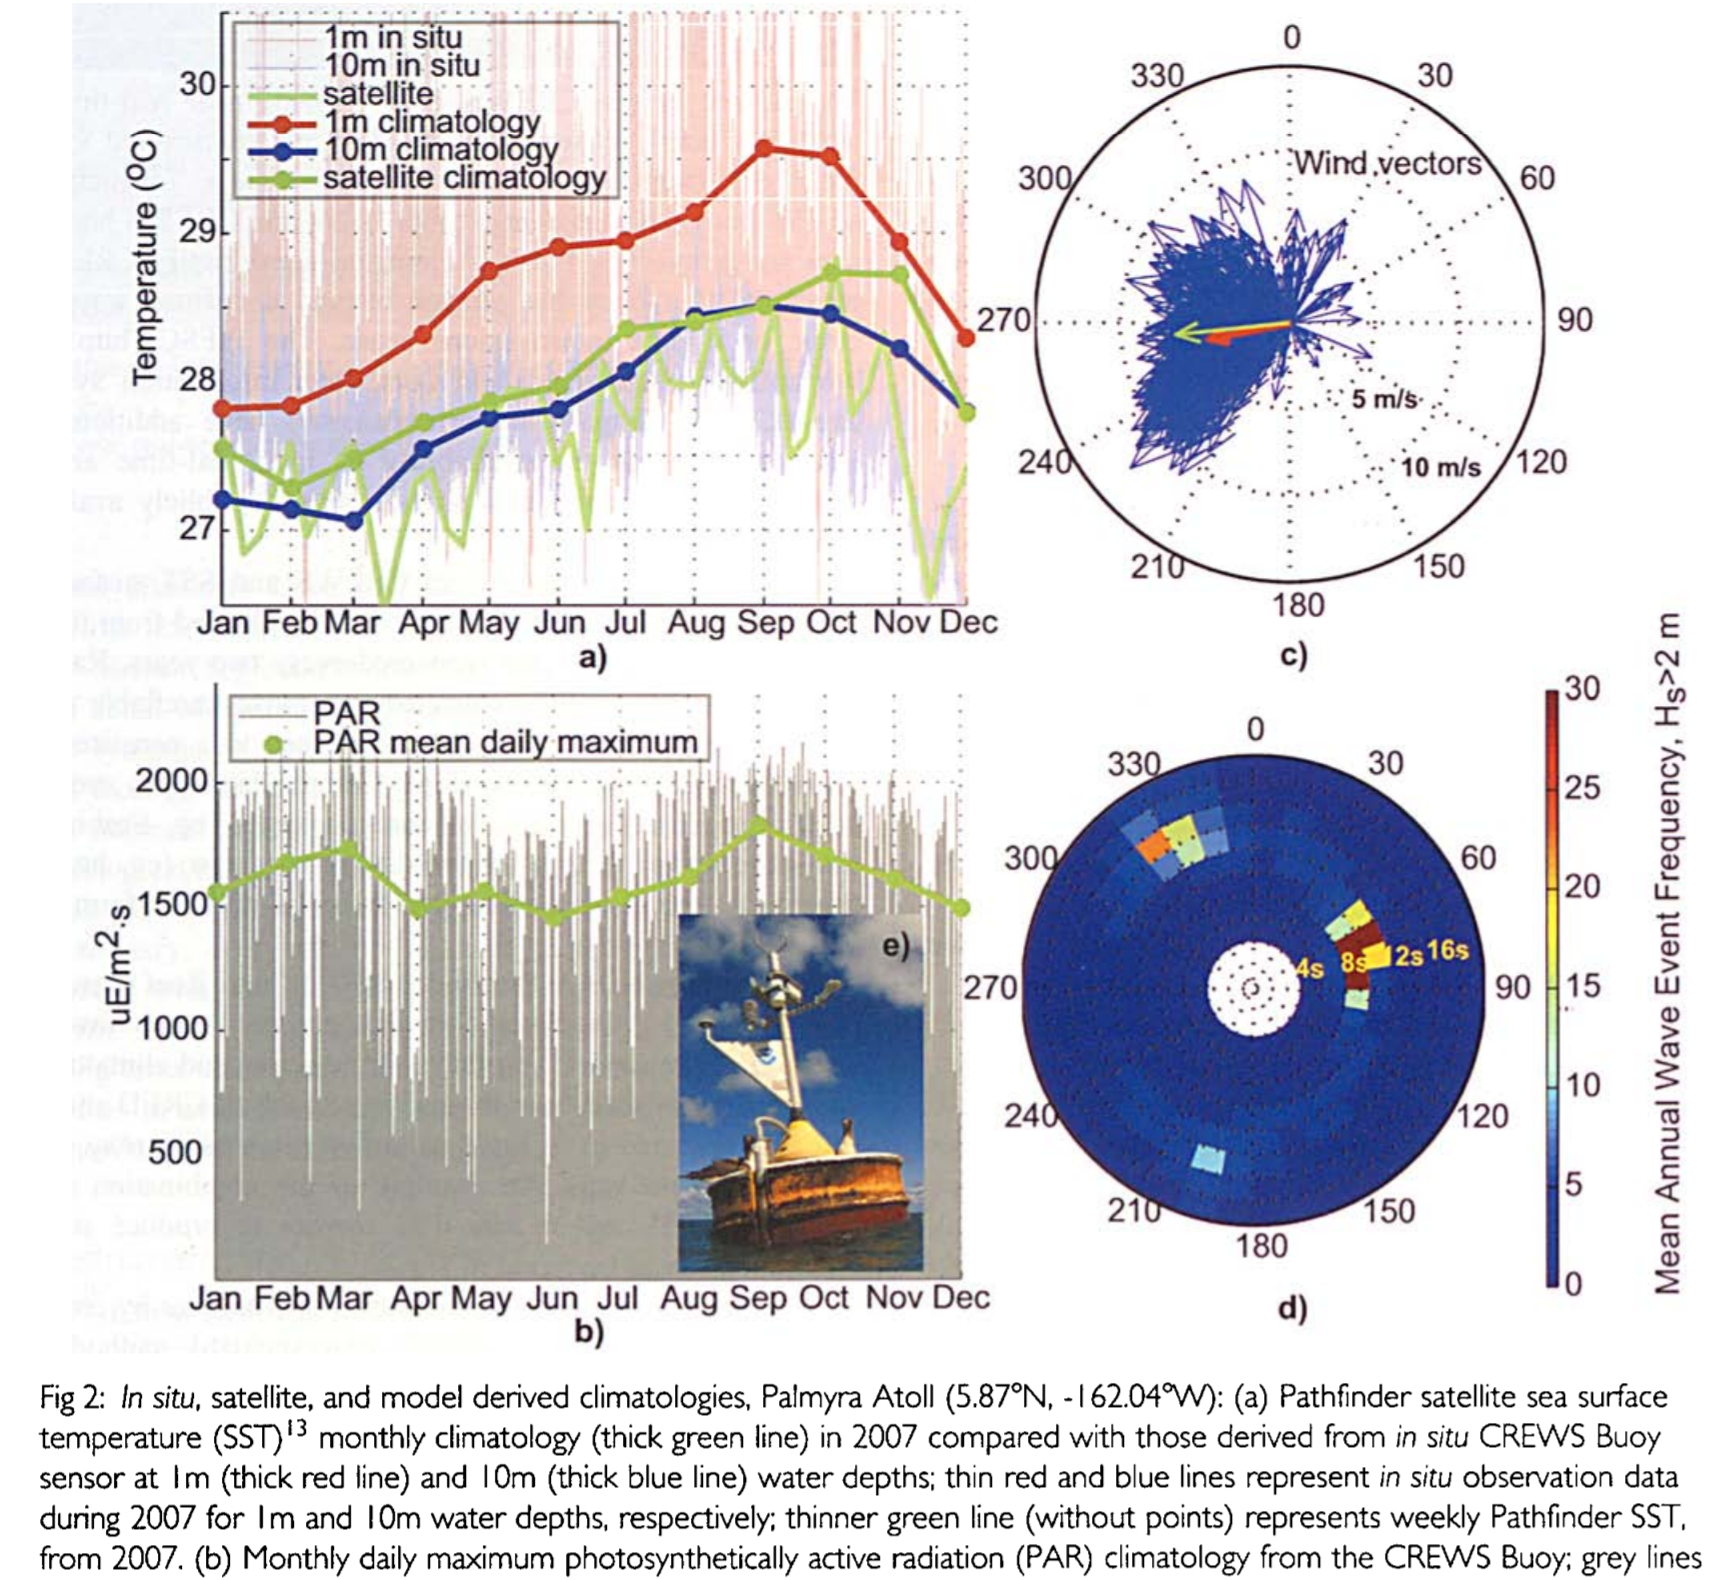 1m in situ
10m in situ
satellite
1m climatology
10m climatology
satellite climatology
Temperature (ºC)
30
29
28
27
Jan Feb Mar Apr May Jun Jul Aug Sep Oct Nov Dec
a)
0
30
60
90
120
150
180
210
240
270
300
330
Wind vectors
5 m/s
10 m/s
c)
PAR
PAR mean daily maximum
uE/m².s
2000
1500
1000
500
Jan Feb Mar Apr May Jun Jul Aug Sep Oct Nov Dec
b)
e)
0
30
60
90
120
150
180
210
240
270
300
330
4s 8s 12s 16s
d)
30
25
20
15
10
5
0
Mean Annual Wave Event Frequency, Hs>2 m
Fig 2: In situ, satellite, and model derived climatologies, Palmyra Atoll (5.87°N, -162.04°W): (a) Pathfinder satellite sea surface
temperature (SST)¹³ monthly climatology (thick green line) in 2007 compared with those derived from in situ CREWS Buoy
sensor at 1m (thick red line) and 10m (thick blue line) water depths; thin red and blue lines represent in situ observation data
during 2007 for 1m and 10m water depths, respectively; thinner green line (without points) represents weekly Pathfinder SST,
from 2007. (b) Monthly daily maximum photosynthetically active radiation (PAR) climatology from the CREWS Buoy; grey lines